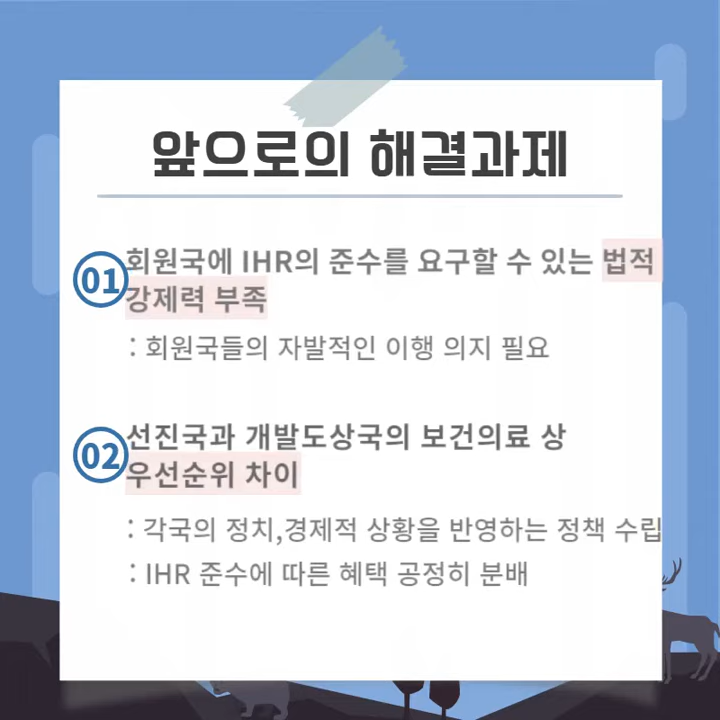 앞으로의 해결과제
01
회원국에 IHR의 준수를 요구할 수 있는 법적
강제력 부족
: 회원국들의 자발적인 이행 의지 필요
02
선진국과 개발도상국의 보건의료 상
우선순위 차이
: 각국의 정치,경제적 상황을 반영하는 정책 수립
: IHR 준수에 따른 혜택 공정히 분배